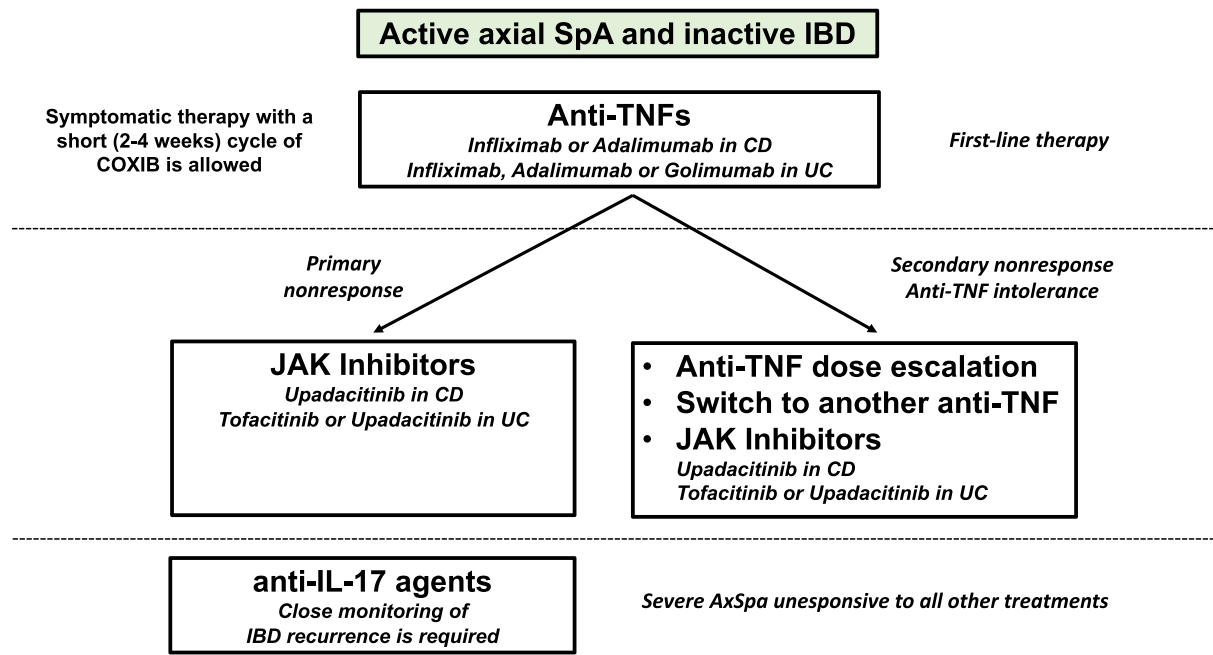 Active axial SpA and inactive IBD
Symptomatic therapy with a
short (2-4 weeks) cycle of
COXIB is allowed
Anti-TNFs
Infliximab or Adalimumab in CD
Infliximab, Adalimumab or Golimumab in UC
First-line therapy
Primary
nonresponse
Secondary nonresponse
Anti-TNF intolerance
JAK Inhibitors
Upadacitinib in CD
Tofacitinib or Upadacitinib in UC
• Anti-TNF dose escalation
• Switch to another anti-TNF
• JAK Inhibitors
Upadacitinib in CD
Tofacitinib or Upadacitinib in UC
anti-IL-17 agents
Close monitoring of
IBD recurrence is required
Severe AxSpa unesponsive to all other treatments